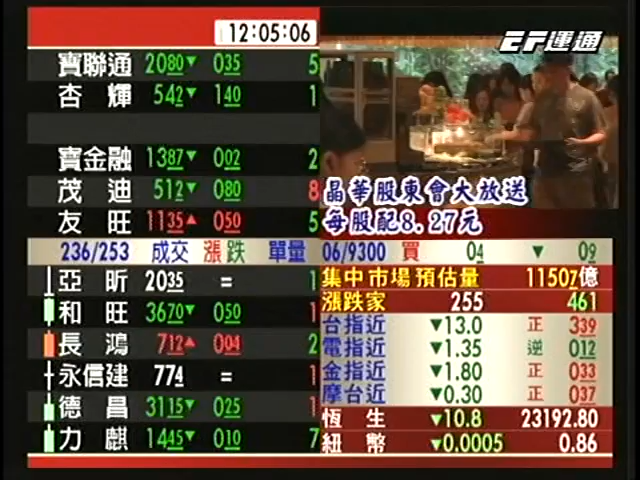 12:05:06
EF運通
寶聯通 2080▼ 035 5
杏輝 542▼ 140 1
寶金融 1387▼ 002 2
茂迪 512▼ 080 8
友旺 1135▲ 050 5
晶華股東會大放送
每股配8.27元
236/253 成交 漲跌 單量
06/9300 買 04 ▼ 09
亞昕 2035 = 1
和旺 3670▼ 050 1
長鴻 712▲ 004 2
永信建 774 = 1
德昌 3115▼ 025 1
力麒 1445▼ 010 7
集中市場預估量 11507億
漲跌家 255 461
台指近 ▼13.0 正 339
電指近 ▼1.35 逆 012
金指近 ▼1.80 正 033
摩台近 ▼0.30 正 037
恆生 ▼10.8 23192.80
紐幣 ▼0.0005 0.86